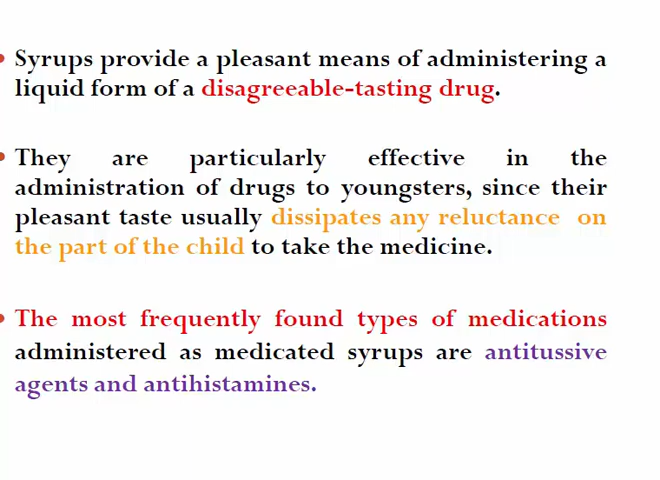 • Syrups provide a pleasant means of administering a
liquid form of a disagreeable-tasting drug.
• They are particularly effective in the
administration of drugs to youngsters, since their
pleasant taste usually dissipates any reluctance on
the part of the child to take the medicine.
• The most frequently found types of medications
administered as medicated syrups are antitussive
agents and antihistamines.